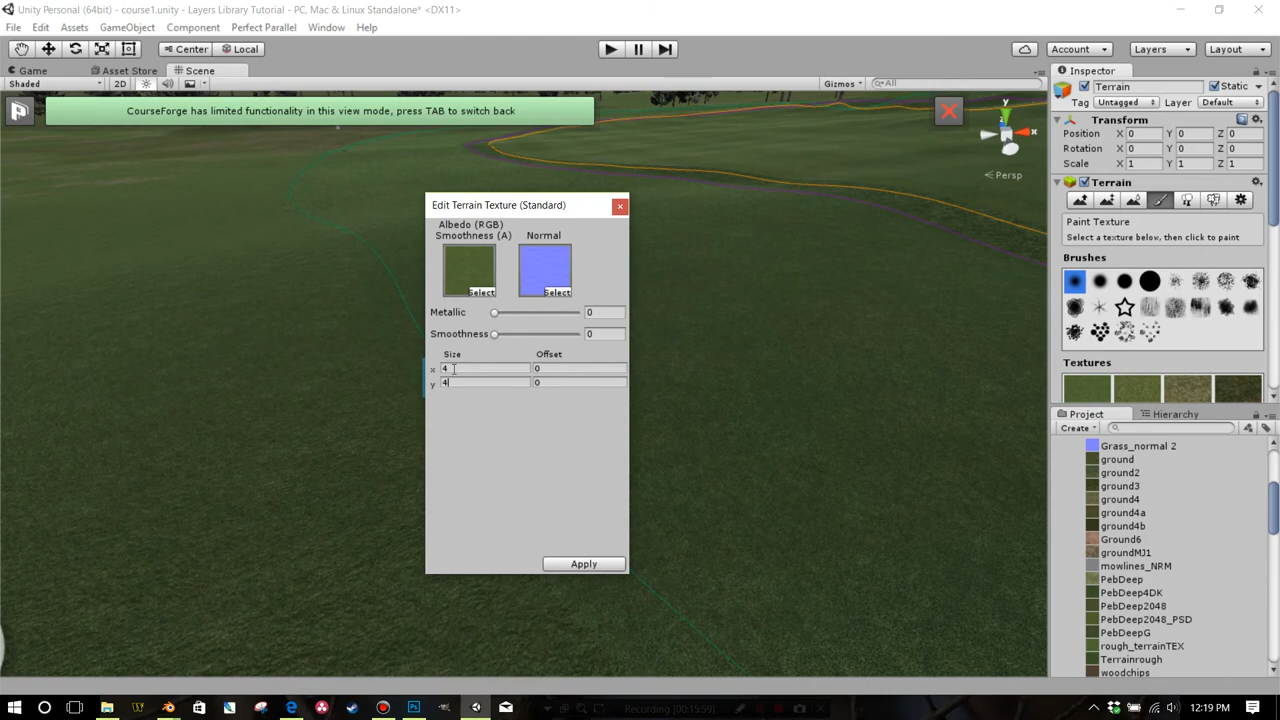 Unity Personal (64bit) - course1.unity - Layers Library Tutorial - PC, Mac & Linux Standalone* <DX11>
File Edit Assets GameObject Component Perfect Parallel Window Help
Center Local Account Layers Layout
Game Asset Store Scene Inspector
Shaded 2D Gizmos All
Terrain Static
Tag Untagged Layer Default
CourseForge has limited functionality in this view mode, press TAB to switch back
y
x
Persp
Transform
Position X 0 Y 0 Z 0
Rotation X 0 Y 0 Z 0
Scale X 1 Y 1 Z 1
Terrain
Paint Texture
Select a texture below, then click to paint
Brushes
Textures
Edit Terrain Texture (Standard)
Albedo (RGB)
Smoothness (A) Normal
Select Select
Metallic 0
Smoothness 0
Size Offset
x 4 0
y 4 0
Apply
Project Hierarchy
Create
Grass_normal 2
ground
ground2
ground3
ground4
ground4a
ground4b
Ground6
groundMJ1
mowlines_NRM
PebDeep
PebDeep4DK
PebDeep2048
PebDeep2048_PSD
PebDeepG
rough_terrainTEX
Terrainrough
woodchips
Recording [00:15:59]
12:19 PM